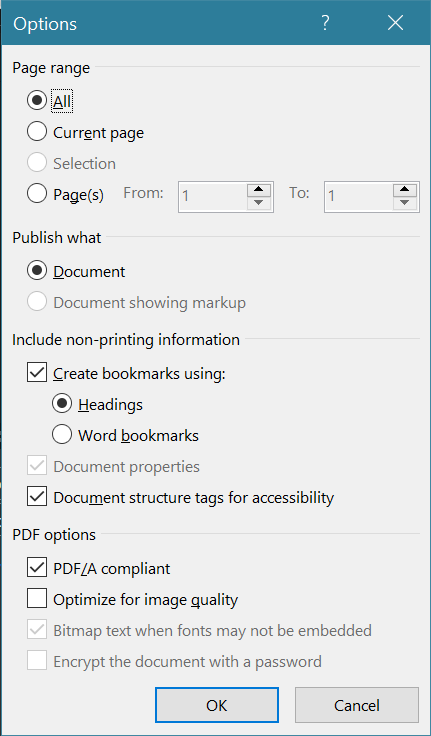 Options ?
Page range
All
Current page
Selection
Page(s) From: 1 To: 1
Publish what
Document
Document showing markup
Include non-printing information
Create bookmarks using:
Headings
Word bookmarks
Document properties
Document structure tags for accessibility
PDF options
PDF/A compliant
Optimize for image quality
Bitmap text when fonts may not be embedded
Encrypt the document with a password
OK Cancel